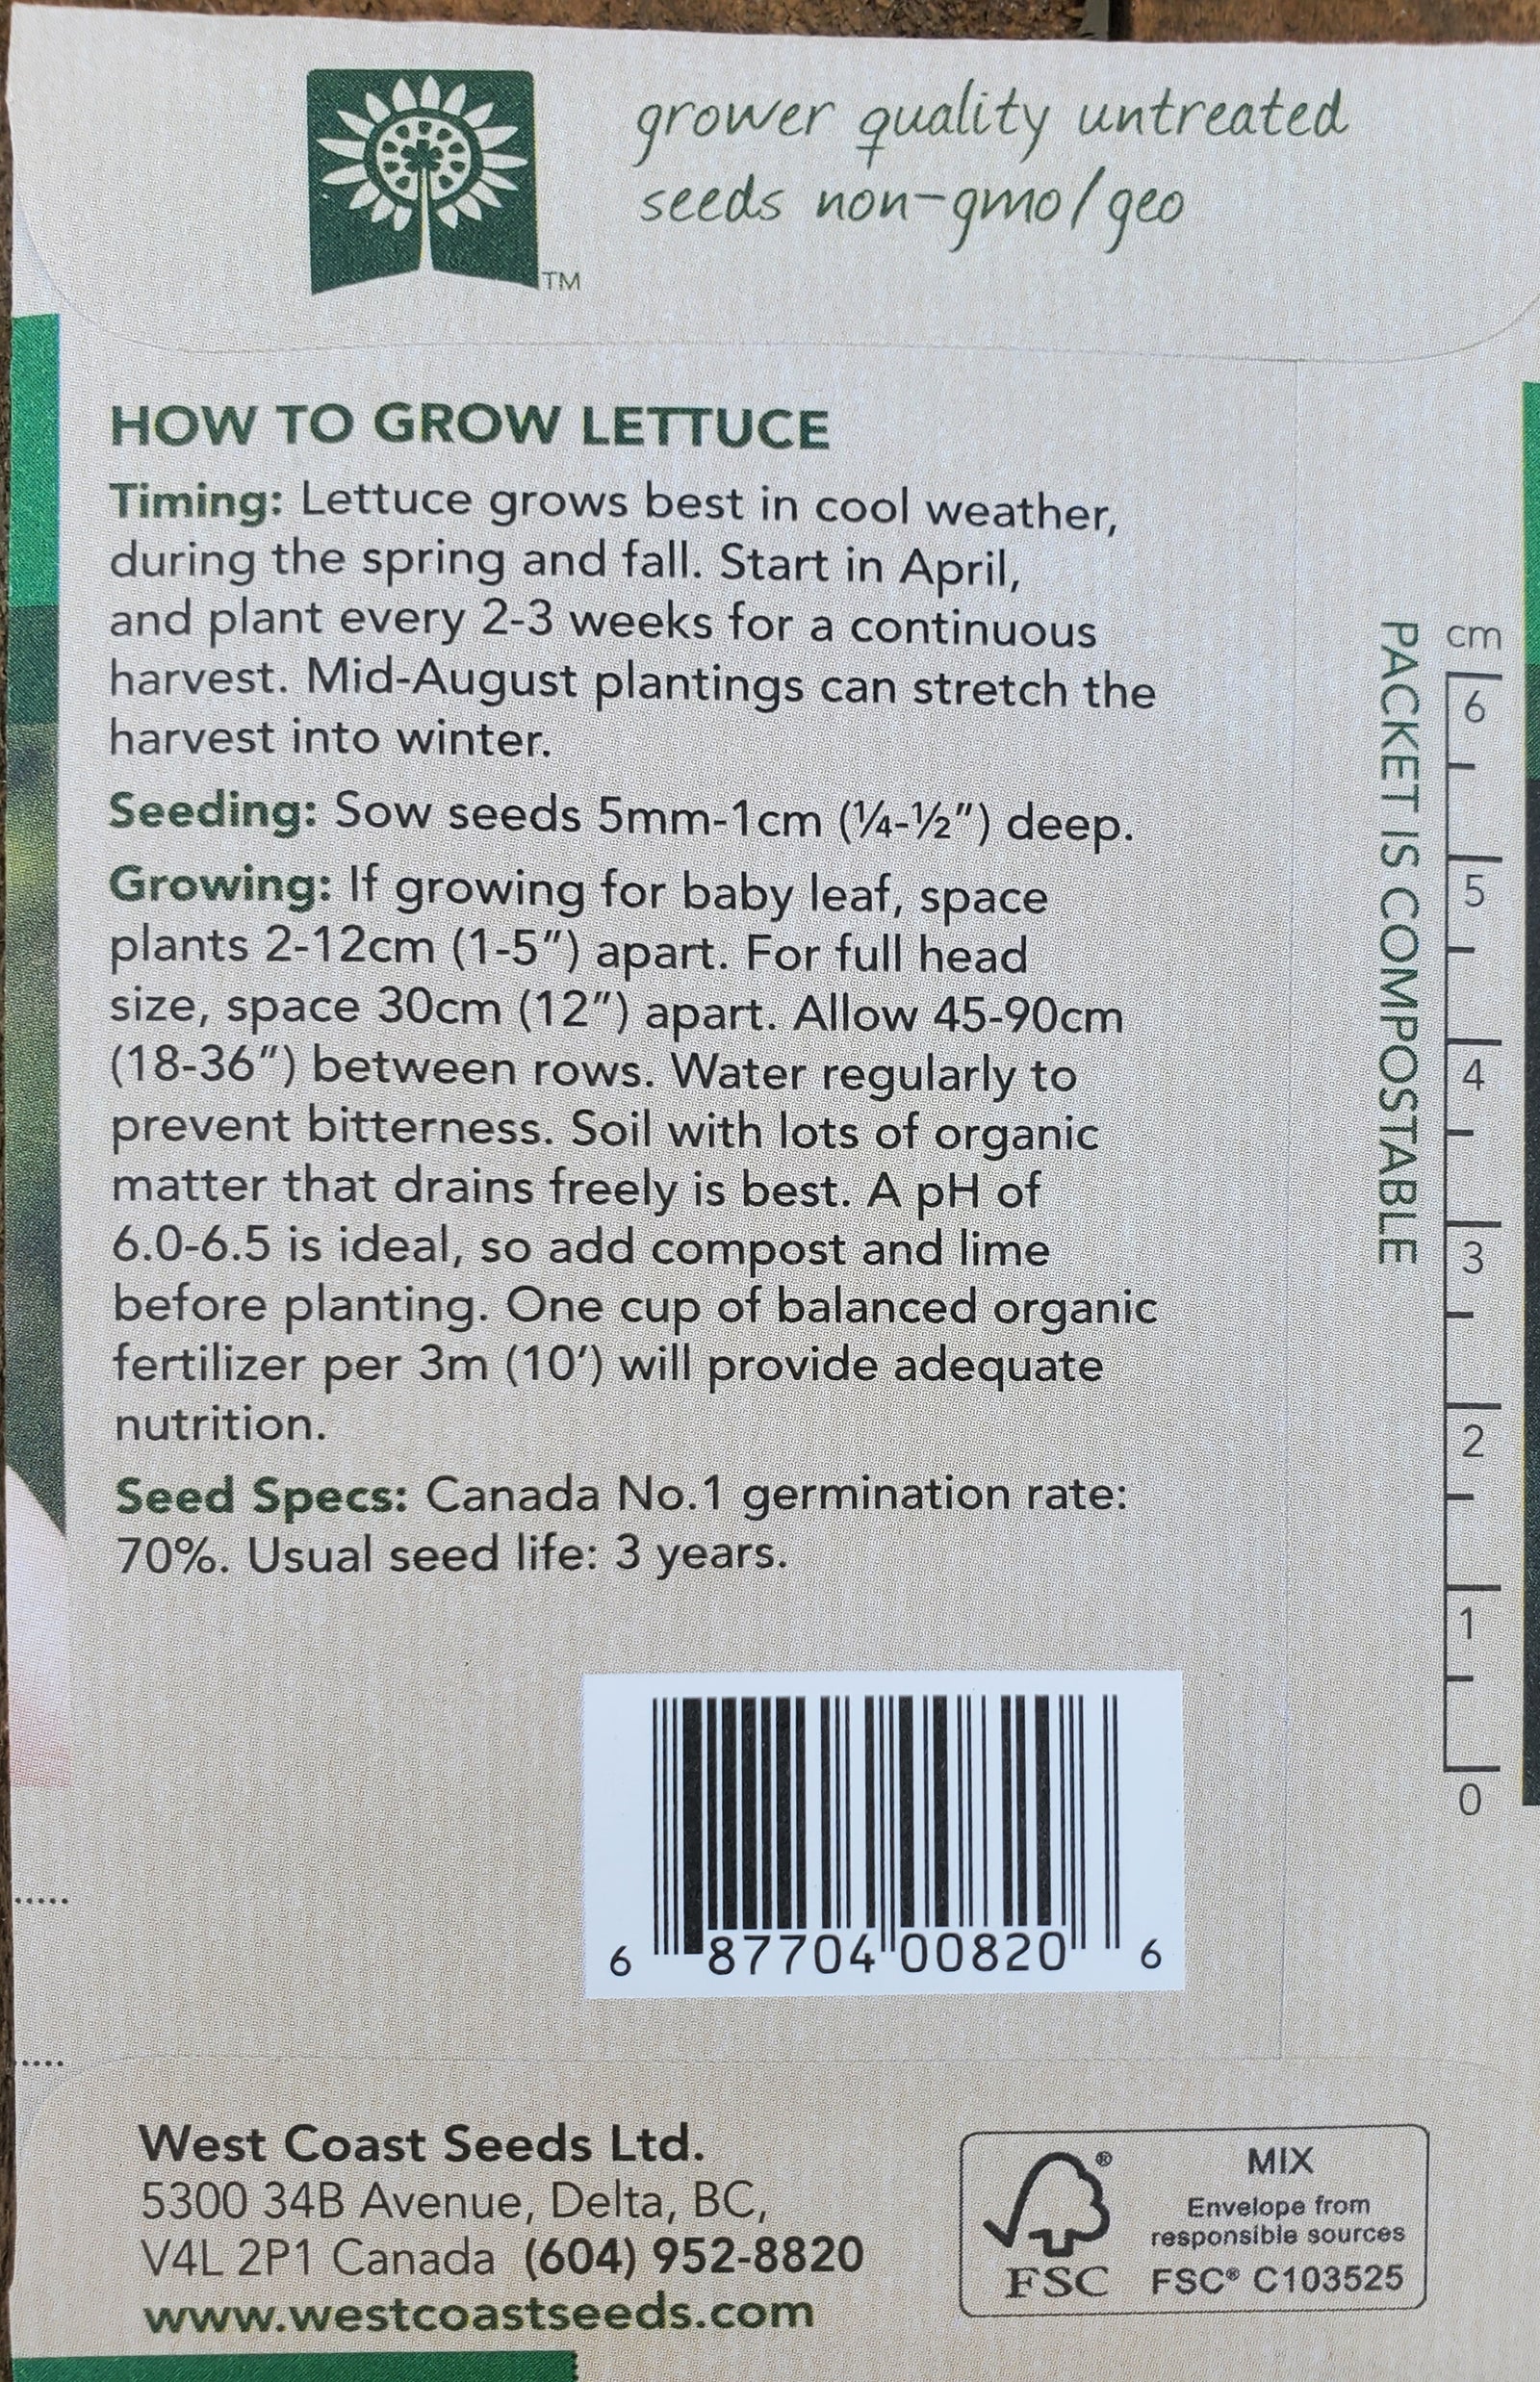 grower quality untreated
seeds non-gmo/geo
TM
HOW TO GROW LETTUCE
Timing: Lettuce grows best in cool weather,
during the spring and fall. Start in April,
and plant every 2-3 weeks for a continuous
harvest. Mid-August plantings can stretch the
harvest into winter.
Seeding: Sow seeds 5mm-1cm (¼-½") deep.
Growing: If growing for baby leaf, space
plants 2-12cm (1-5") apart. For full head
size, space 30cm (12") apart. Allow 45-90cm
(18-36") between rows. Water regularly to
prevent bitterness. Soil with lots of organic
matter that drains freely is best. A pH of
6.0-6.5 is ideal, so add compost and lime
before planting. One cup of balanced organic
fertilizer per 3m (10') will provide adequate
nutrition.
Seed Specs: Canada No.1 germination rate:
70%. Usual seed life: 3 years.
PACKET IS COMPOSTABLE
cm
6
5
4
3
2
1
0
6 87704 00820 6
West Coast Seeds Ltd.
5300 34B Avenue, Delta, BC,
V4L 2P1 Canada (604) 952-8820
www.westcoastseeds.com
®
FSC
MIX
Envelope from
responsible sources
FSC® C103525